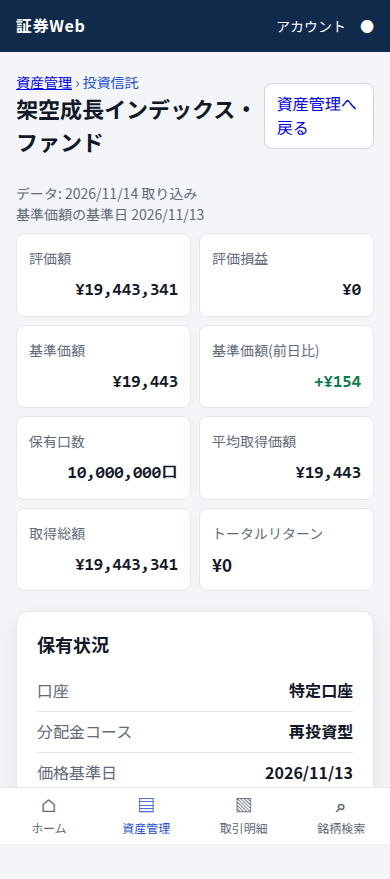 証券Web
アカウント
資産管理 › 投資信託
架空成長インデックス・
ファンド
資産管理へ
戻る
データ: 2026/11/14 取り込み
基準価額の基準日 2026/11/13
評価額
¥19,443,341
評価損益
¥0
基準価額
¥19,443
基準価額(前日比)
+¥154
保有口数
10,000,000口
平均取得価額
¥19,443
取得総額
¥19,443,341
トータルリターン
¥0
保有状況
口座 特定口座
分配金コース 再投資型
価格基準日 2026/11/13
ホーム 資産管理 取引明細 銘柄検索